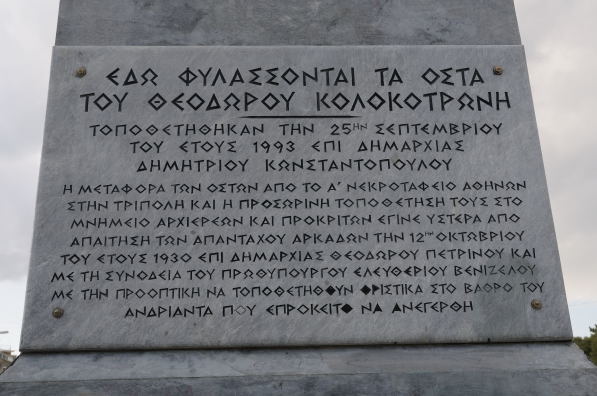 ΕΔΩ ΦΥΛΑΣΣΟΝΤΑΙ ΤΑ ΟΣΤΑ
ΤΟΥ ΘΕΟΔΩΡΟΥ ΚΟΛΟΚΟΤΡΩΝΗ
ΤΟΠΟΘΕΤΗΘΗΚΑΝ ΤΗΝ 25ΗΝ ΣΕΠΤΕΜΒΡΙΟΥ
ΤΟΥ ΕΤΟΥΣ 1993 ΕΠΙ ΔΗΜΑΡΧΙΑΣ
ΔΗΜΗΤΡΙΟΥ ΚΩΝΣΤΑΝΤΟΠΟΥΛΟΥ
Η ΜΕΤΑΦΟΡΑ ΤΩΝ ΟΣΤΩΝ ΑΠΟ ΤΟ Α' ΝΕΚΡΟΤΑΦΕΙΟ ΑΘΗΝΩΝ
ΣΤΗΝ ΤΡΙΠΟΛΗ ΚΑΙ Η ΠΡΟΣΩΡΙΝΗ ΤΟΠΟΘΕΤΗΣΗ ΤΟΥΣ ΣΤΟ
ΜΝΗΜΕΙΟ ΑΡΧΙΕΡΕΩΝ ΚΑΙ ΠΡΟΚΡΙΤΩΝ ΕΓΙΝΕ ΥΣΤΕΡΑ ΑΠΟ
ΑΠΑΙΤΗΣΗ ΤΩΝ ΑΠΑΝΤΑΧΟΥ ΑΡΚΑΔΩΝ ΤΗΝ 12ην ΟΚΤΩΒΡΙΟΥ
ΤΟΥ ΕΤΟΥΣ 1930 ΕΠΙ ΔΗΜΑΡΧΙΑΣ ΘΕΟΔΩΡΟΥ ΠΕΤΡΙΝΟΥ ΚΑΙ
ΜΕ ΤΗ ΣΥΝΟΔΕΙΑ ΤΟΥ ΠΡΩΘΥΠΟΥΡΓΟΥ ΕΛΕΥΘΕΡΙΟΥ ΒΕΝΙΖΕΛΟΥ
ΜΕ ΤΗΝ ΠΡΟΟΠΤΙΚΗ ΝΑ ΤΟΠΟΘΕΤΗΘΟΥΝ ΟΡΙΣΤΙΚΑ ΣΤΟ ΒΑΘΡΟ ΤΟΥ
ΑΝΔΡΙΑΝΤΑ ΠΟΥ ΕΠΡΟΚΕΙΤΟ ΝΑ ΑΝΕΓΕΡΘΗ